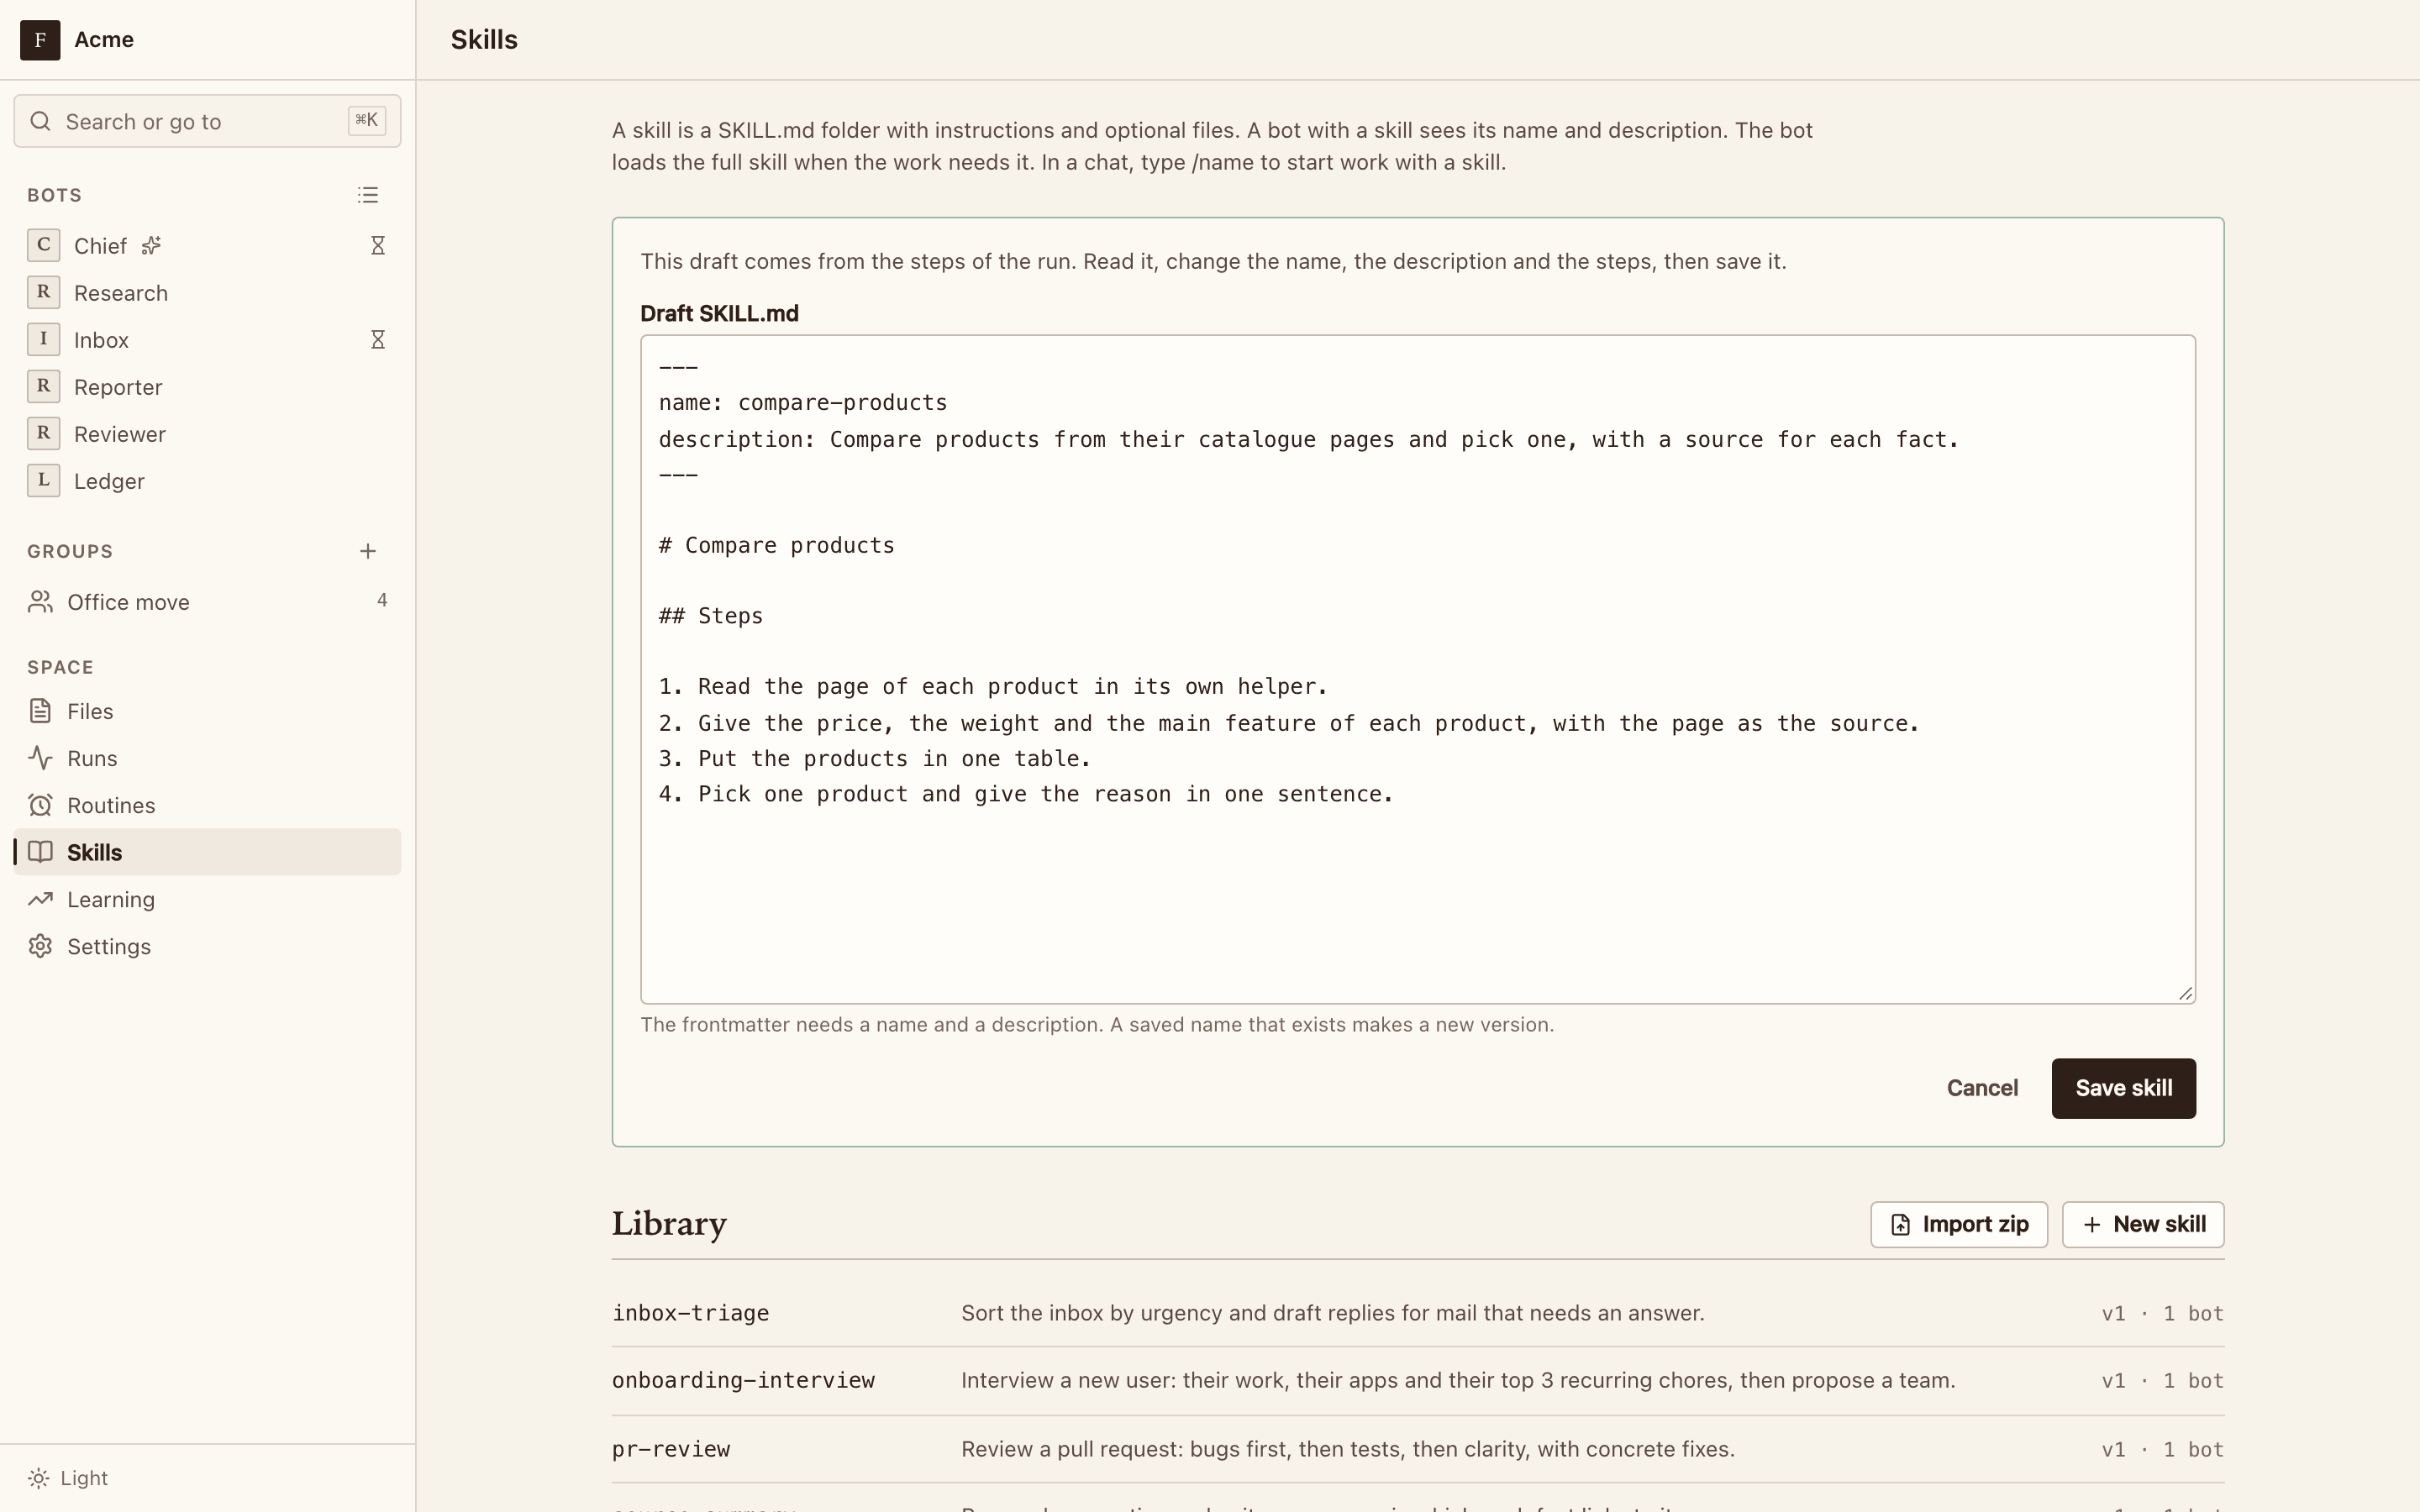 F Acme
Skills
Search or go to ⌘K
BOTS
C Chief
R Research
I Inbox
R Reporter
R Reviewer
L Ledger
GROUPS
Office move 4
SPACE
Files
Runs
Routines
Skills
Learning
Settings
Light
A skill is a SKILL.md folder with instructions and optional files. A bot with a skill sees its name and description. The bot
loads the full skill when the work needs it. In a chat, type /name to start work with a skill.
This draft comes from the steps of the run. Read it, change the name, the description and the steps, then save it.
Draft SKILL.md
---
name: compare-products
description: Compare products from their catalogue pages and pick one, with a source for each fact.
---
# Compare products
## Steps
1. Read the page of each product in its own helper.
2. Give the price, the weight and the main feature of each product, with the page as the source.
3. Put the products in one table.
4. Pick one product and give the reason in one sentence.
The frontmatter needs a name and a description. A saved name that exists makes a new version.
Cancel Save skill
Library Import zip + New skill
inbox-triage Sort the inbox by urgency and draft replies for mail that needs an answer. v1 · 1 bot
onboarding-interview Interview a new user: their work, their apps and their top 3 recurring chores, then propose a team. v1 · 1 bot
pr-review Review a pull request: bugs first, then tests, then clarity, with concrete fixes. v1 · 1 bot